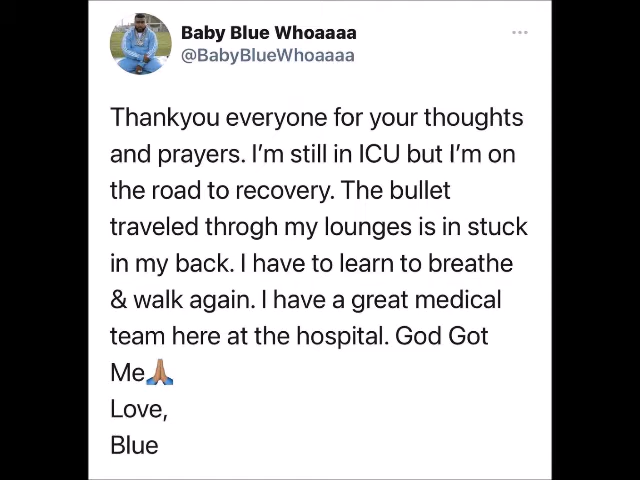 Baby Blue Whoaaaa
@BabyBlueWhoaaaa
Thankyou everyone for your thoughts
and prayers. I'm still in ICU but I'm on
the road to recovery. The bullet
traveled throgh my lounges is in stuck
in my back. I have to learn to breathe
& walk again. I have a great medical
team here at the hospital. God Got
Me🙏🏽
Love,
Blue